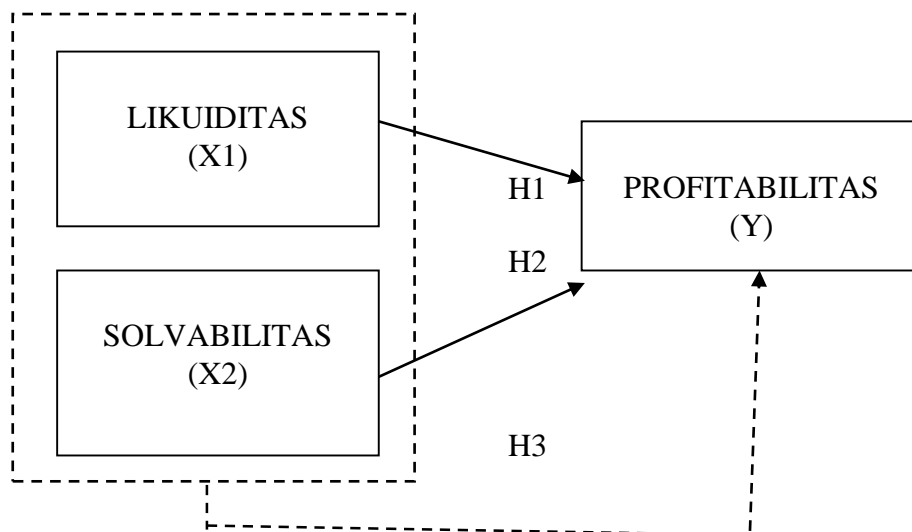 LIKUIDITAS
(X1)
H1
PROFITABILITAS
(Y)
H2
SOLVABILITAS
(X2)
H3